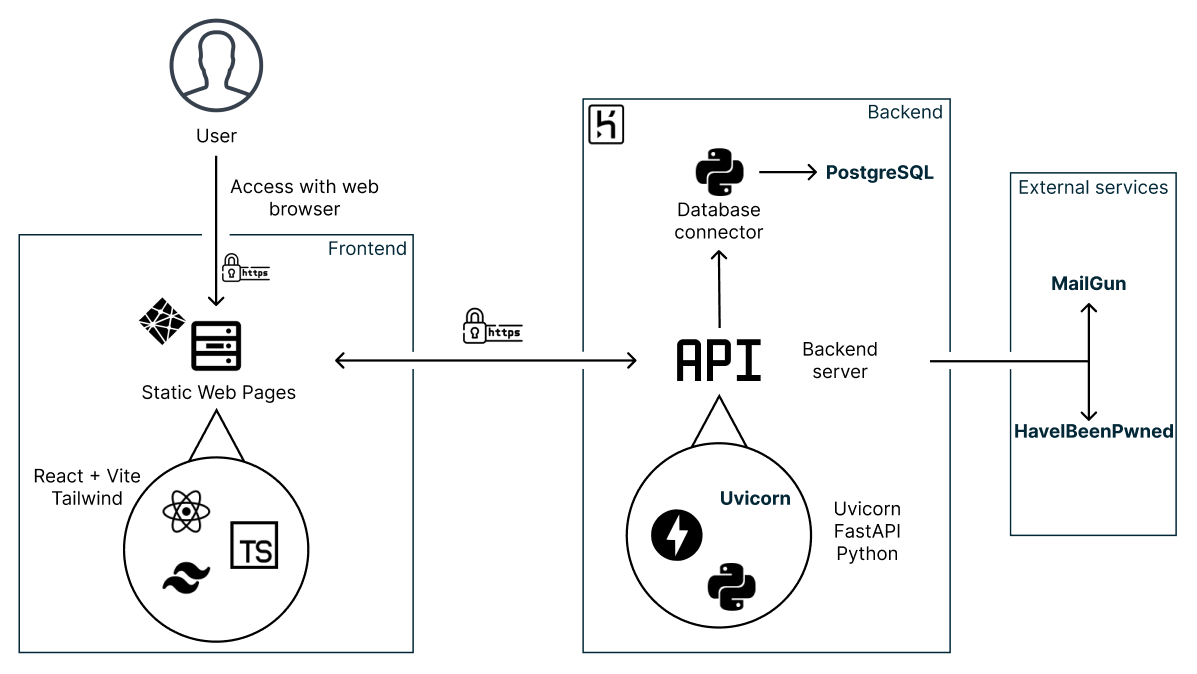 User
Access with web
browser
Frontend
https
Static Web Pages
React + Vite
Tailwind
TS
https
Backend
PostgreSQL
Database
connector
API
Backend
server
Uvicorn
Uvicorn
FastAPI
Python
External services
MailGun
HaveIBeenPwned